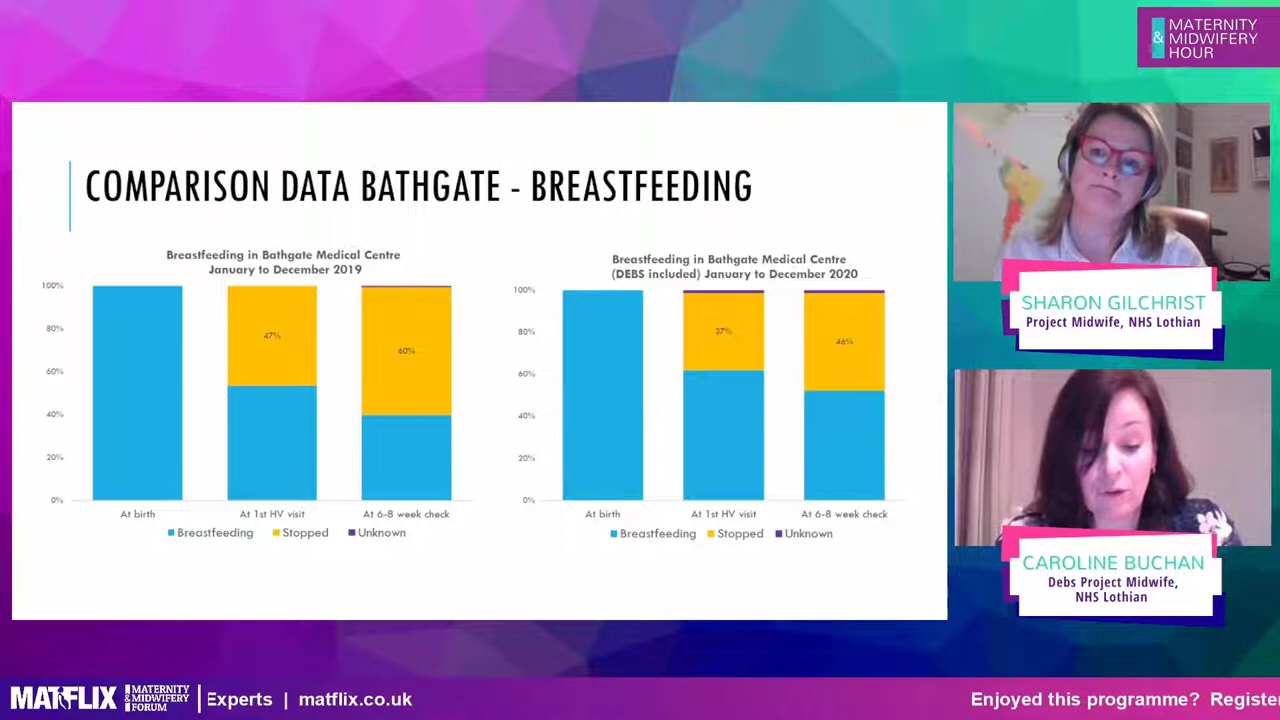 MATERNITY
& MIDWIFERY
HOUR
COMPARISON DATA BATHGATE - BREASTFEEDING
Breastfeeding in Bathgate Medical Centre
January to December 2019
100%
80%
60%
40%
20%
0%
47%
60%
At birth
At 1st HV visit
At 6-8 week check
Breastfeeding
Stopped
Unknown
Breastfeeding in Bathgate Medical Centre
(DEBS included) January to December 2020
100%
80%
60%
40%
20%
0%
37%
46%
At birth
At 1st HV visit
At 6-8 week check
Breastfeeding
Stopped
Unknown
SHARON GILCHRIST
Project Midwife, NHS Lothian
CAROLINE BUCHAN
Debs Project Midwife,
NHS Lothian
MATFLIX
MATERNITY
& MIDWIFERY
FORUM
Experts | matflix.co.uk
Enjoyed this programme? Registe